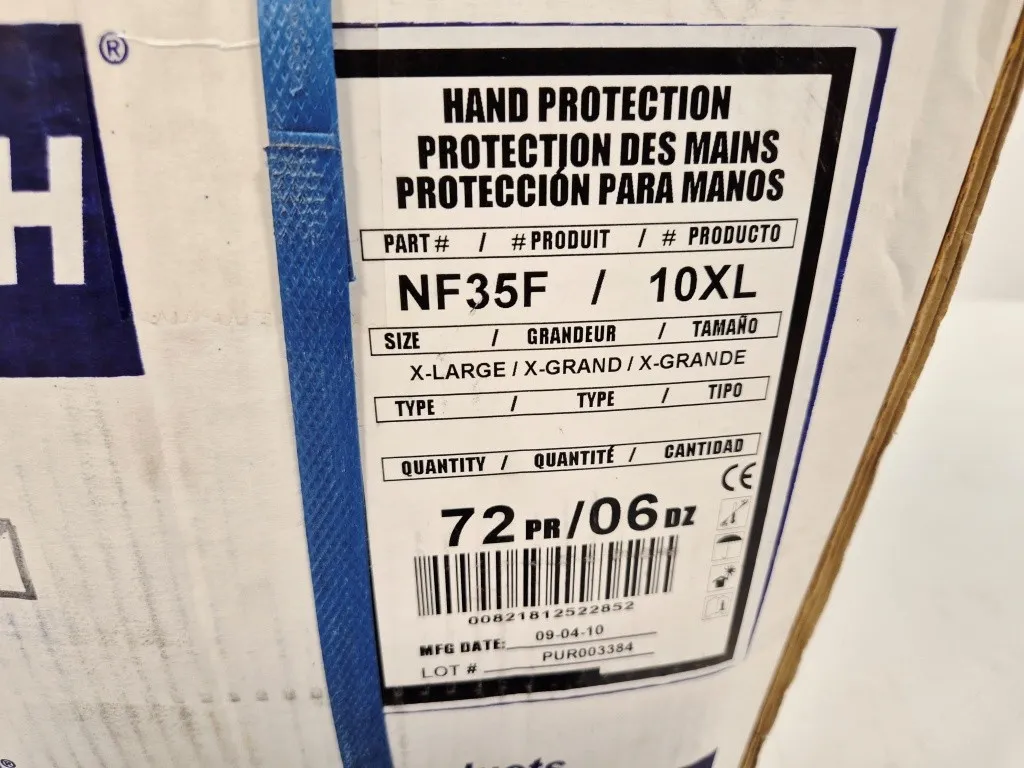 H
®
HAND PROTECTION
PROTECTION DES MAINS
PROTECCIÓN PARA MANOS
PART # / # PRODUIT / # PRODUCTO
NF35F / 10XL
SIZE / GRANDEUR / TAMAÑO
X-LARGE / X-GRAND / X-GRANDE
TYPE / TYPE / TIPO
QUANTITY / QUANTITÉ / CANTIDAD
CE
72 PR / 06 DZ
00821812522852
MFG DATE: 09-04-10
LOT # PUR003384
®